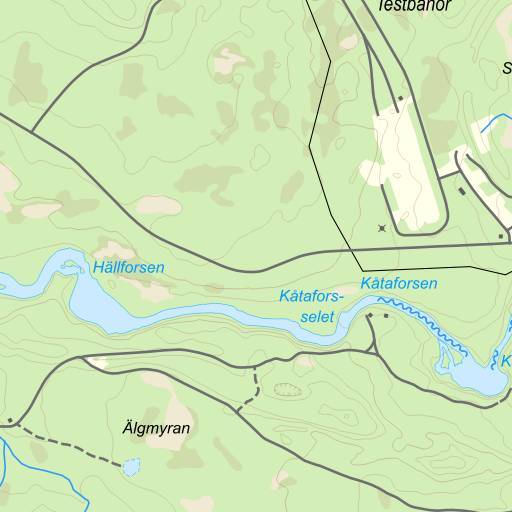 Testbanor
S
Hällforsen
Kåtaforsen
Kåtafors-
selet
K
Älgmyran